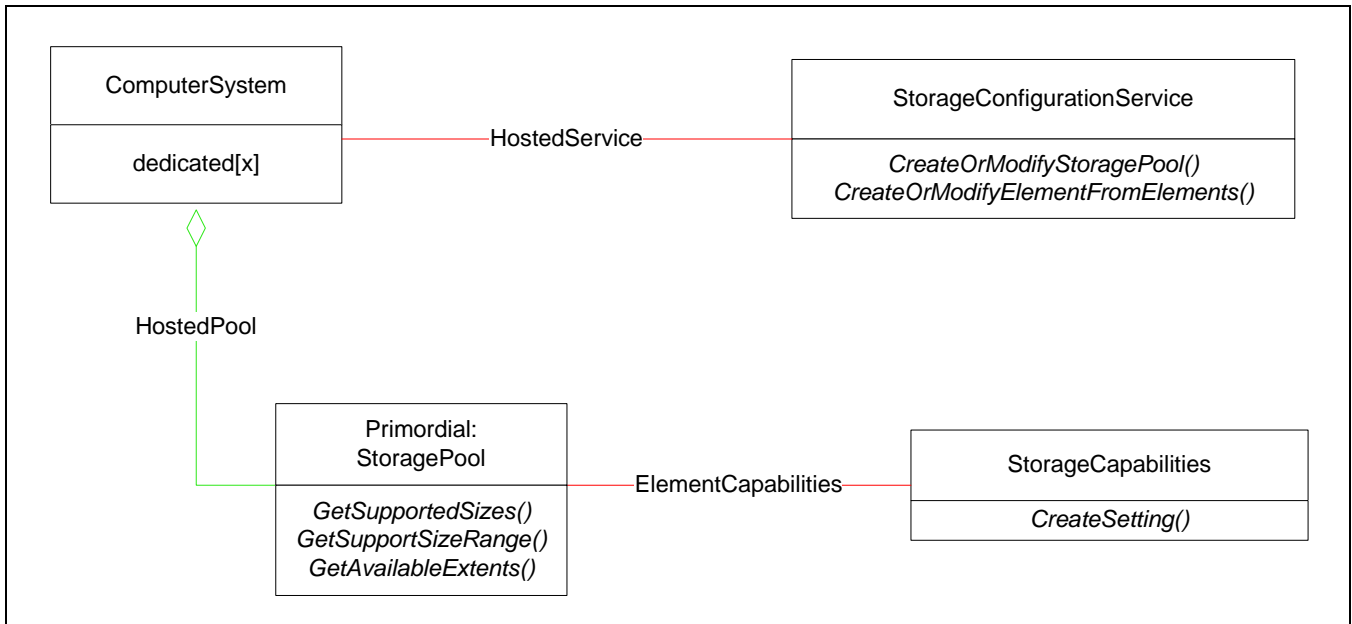 ComputerSystem
dedicated[x]
HostedService
StorageConfigurationService
CreateOrModifyStoragePool()
CreateOrModifyElementFromElements()
HostedPool
Primordial:
StoragePool
GetSupportedSizes()
GetSupportSizeRange()
GetAvailableExtents()
ElementCapabilities
StorageCapabilities
CreateSetting()